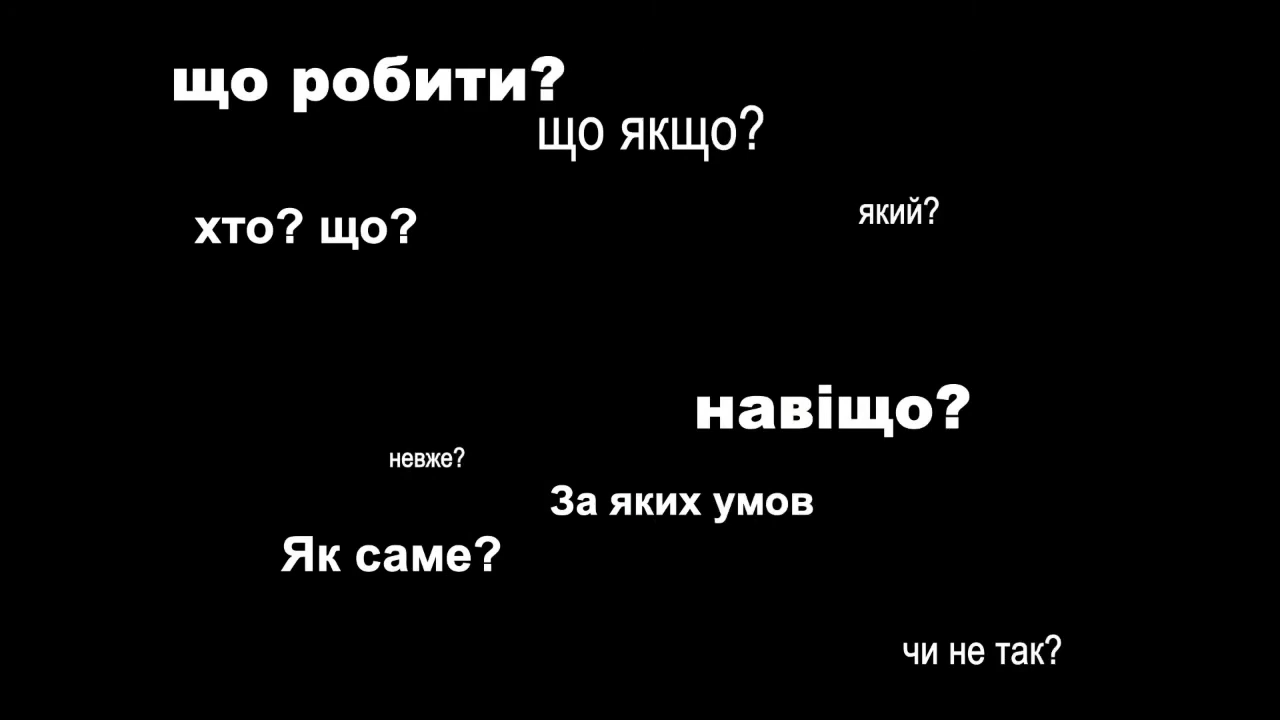 що робити?
що якщо?
хто? що?
який?
навіщо?
невже?
За яких умов
Як саме?
чи не так?